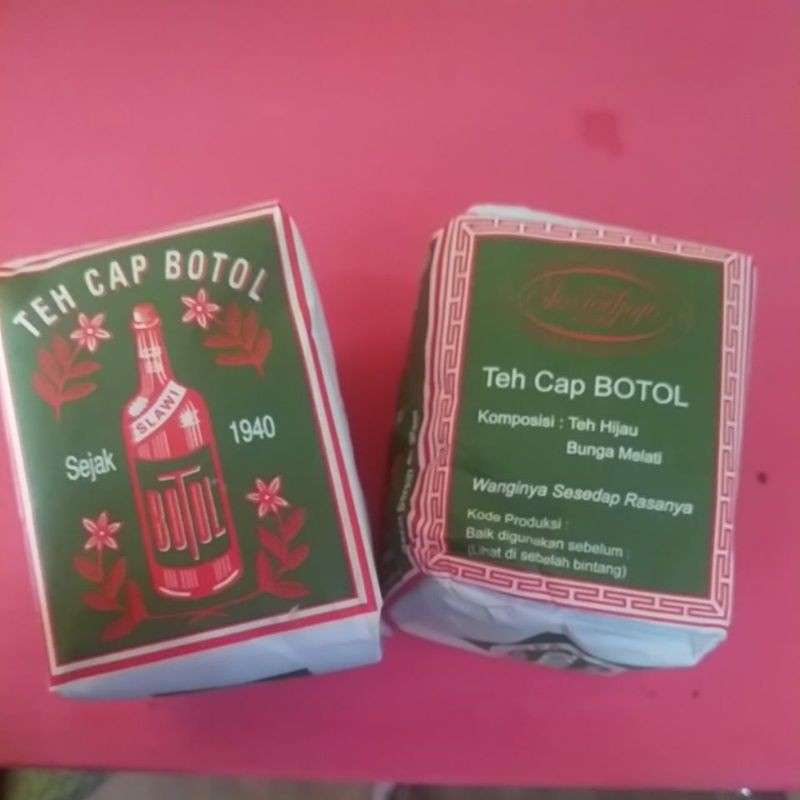 TEH CAP BOTOL
SLAWI
Sejak 1940
BOTOL
Teh Cap BOTOL
Komposisi : Teh Hijau
Bunga Melati
Wanginya Sesedap Rasanya
Kode Produksi :
Baik digunakan sebelum :
(Lihat di sebelah bintang)